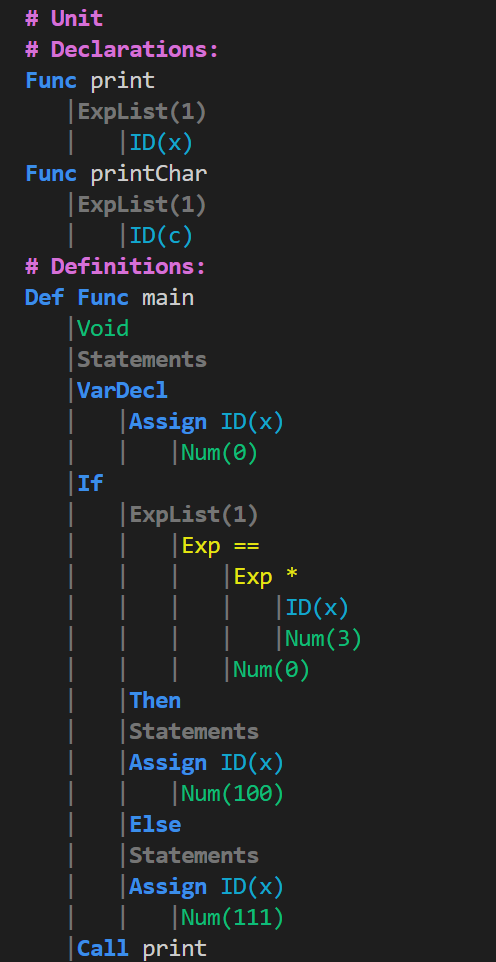 # Unit
# Declarations:
Func print
   |ExpList(1)
   |   |ID(x)
Func printChar
   |ExpList(1)
   |   |ID(c)
# Definitions:
Def Func main
   |Void
   |Statements
   |VarDecl
   |   |Assign ID(x)
   |   |   |Num(0)
   |If
   |   |ExpList(1)
   |   |   |Exp ==
   |   |   |   |Exp *
   |   |   |   |   |ID(x)
   |   |   |   |   |Num(3)
   |   |   |   |Num(0)
   |   |Then
   |   |Statements
   |   |Assign ID(x)
   |   |   |Num(100)
   |   |Else
   |   |Statements
   |   |Assign ID(x)
   |   |   |Num(111)
   |Call print